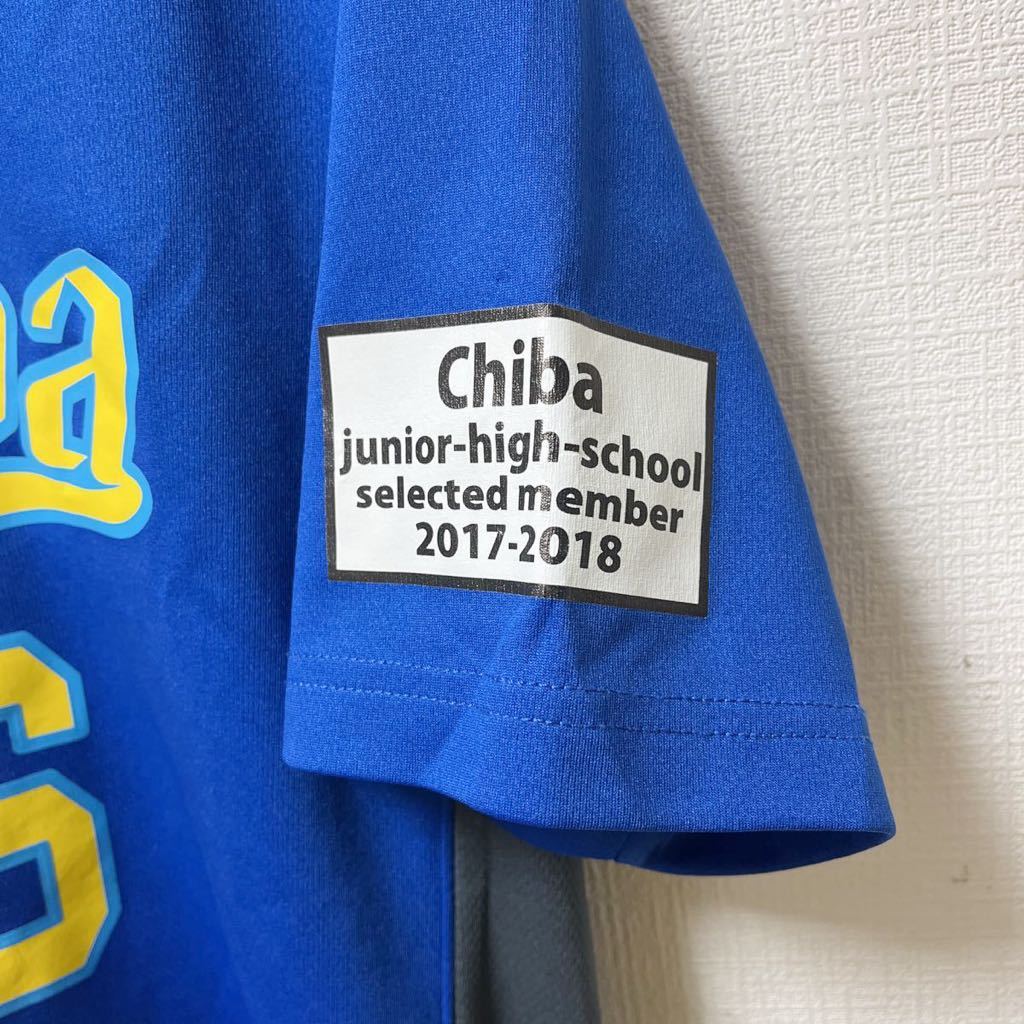 Chiba
junior-high-school
selected member
2017-2018